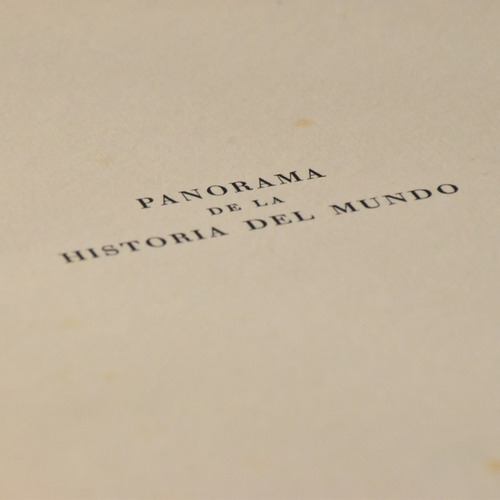 PANORAMA
DE LA
HISTORIA DEL MUNDO